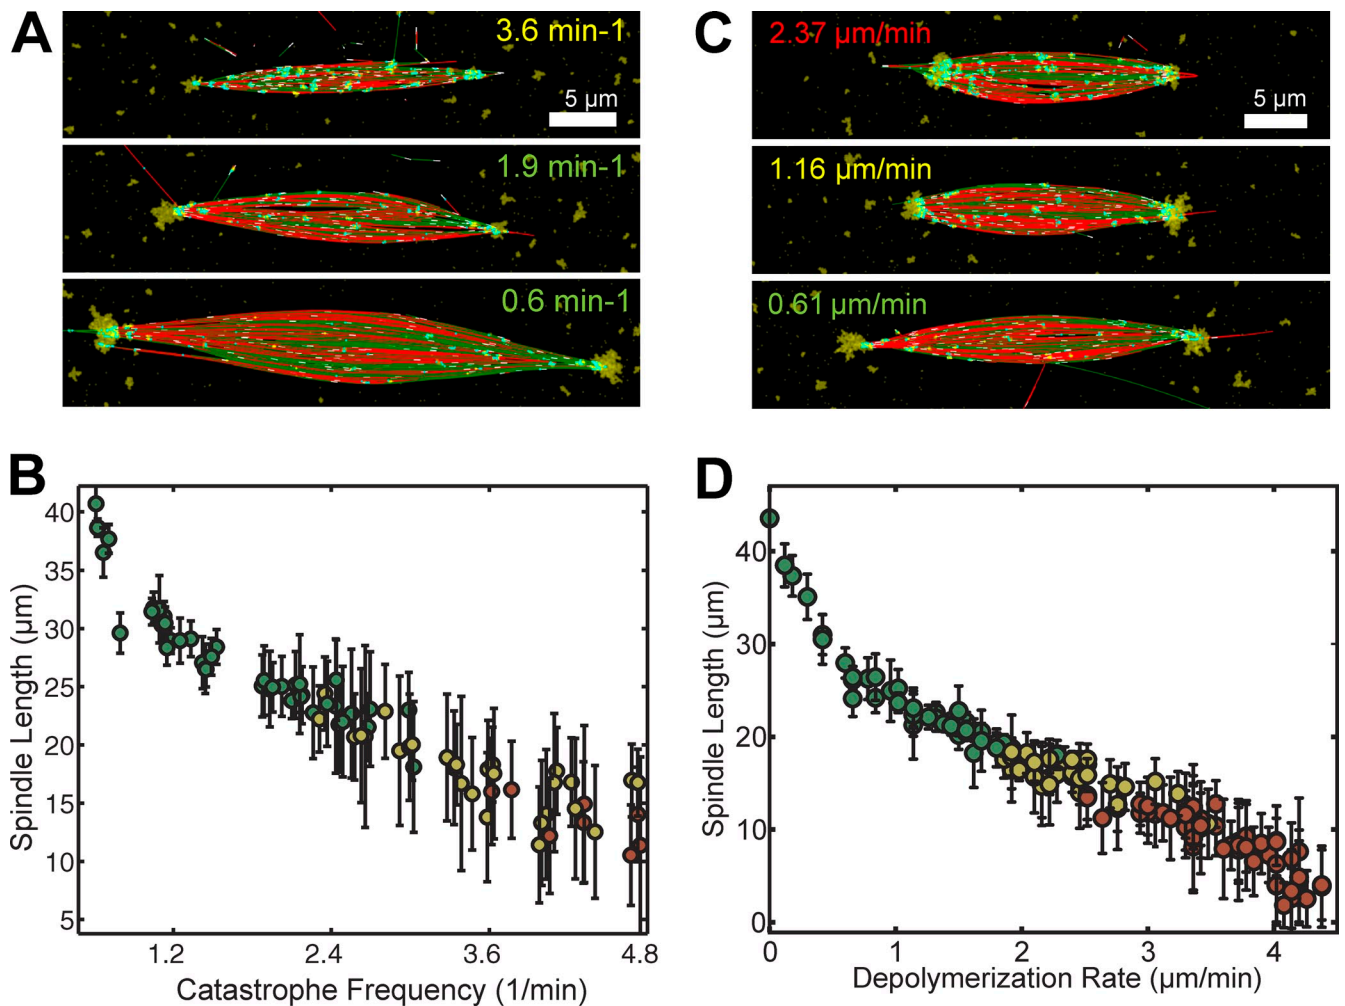 A
3.6 min-1
5 µm
1.9 min-1
0.6 min-1
C
2.37 µm/min
5 µm
1.16 µm/min
0.61 µm/min
B
Spindle Length (µm)
40
35
30
25
20
15
10
5
1.2
2.4
3.6
4.8
Catastrophe Frequency (1/min)
D
Spindle Length (µm)
40
30
20
10
0
0
1
2
3
4
Depolymerization Rate (µm/min)